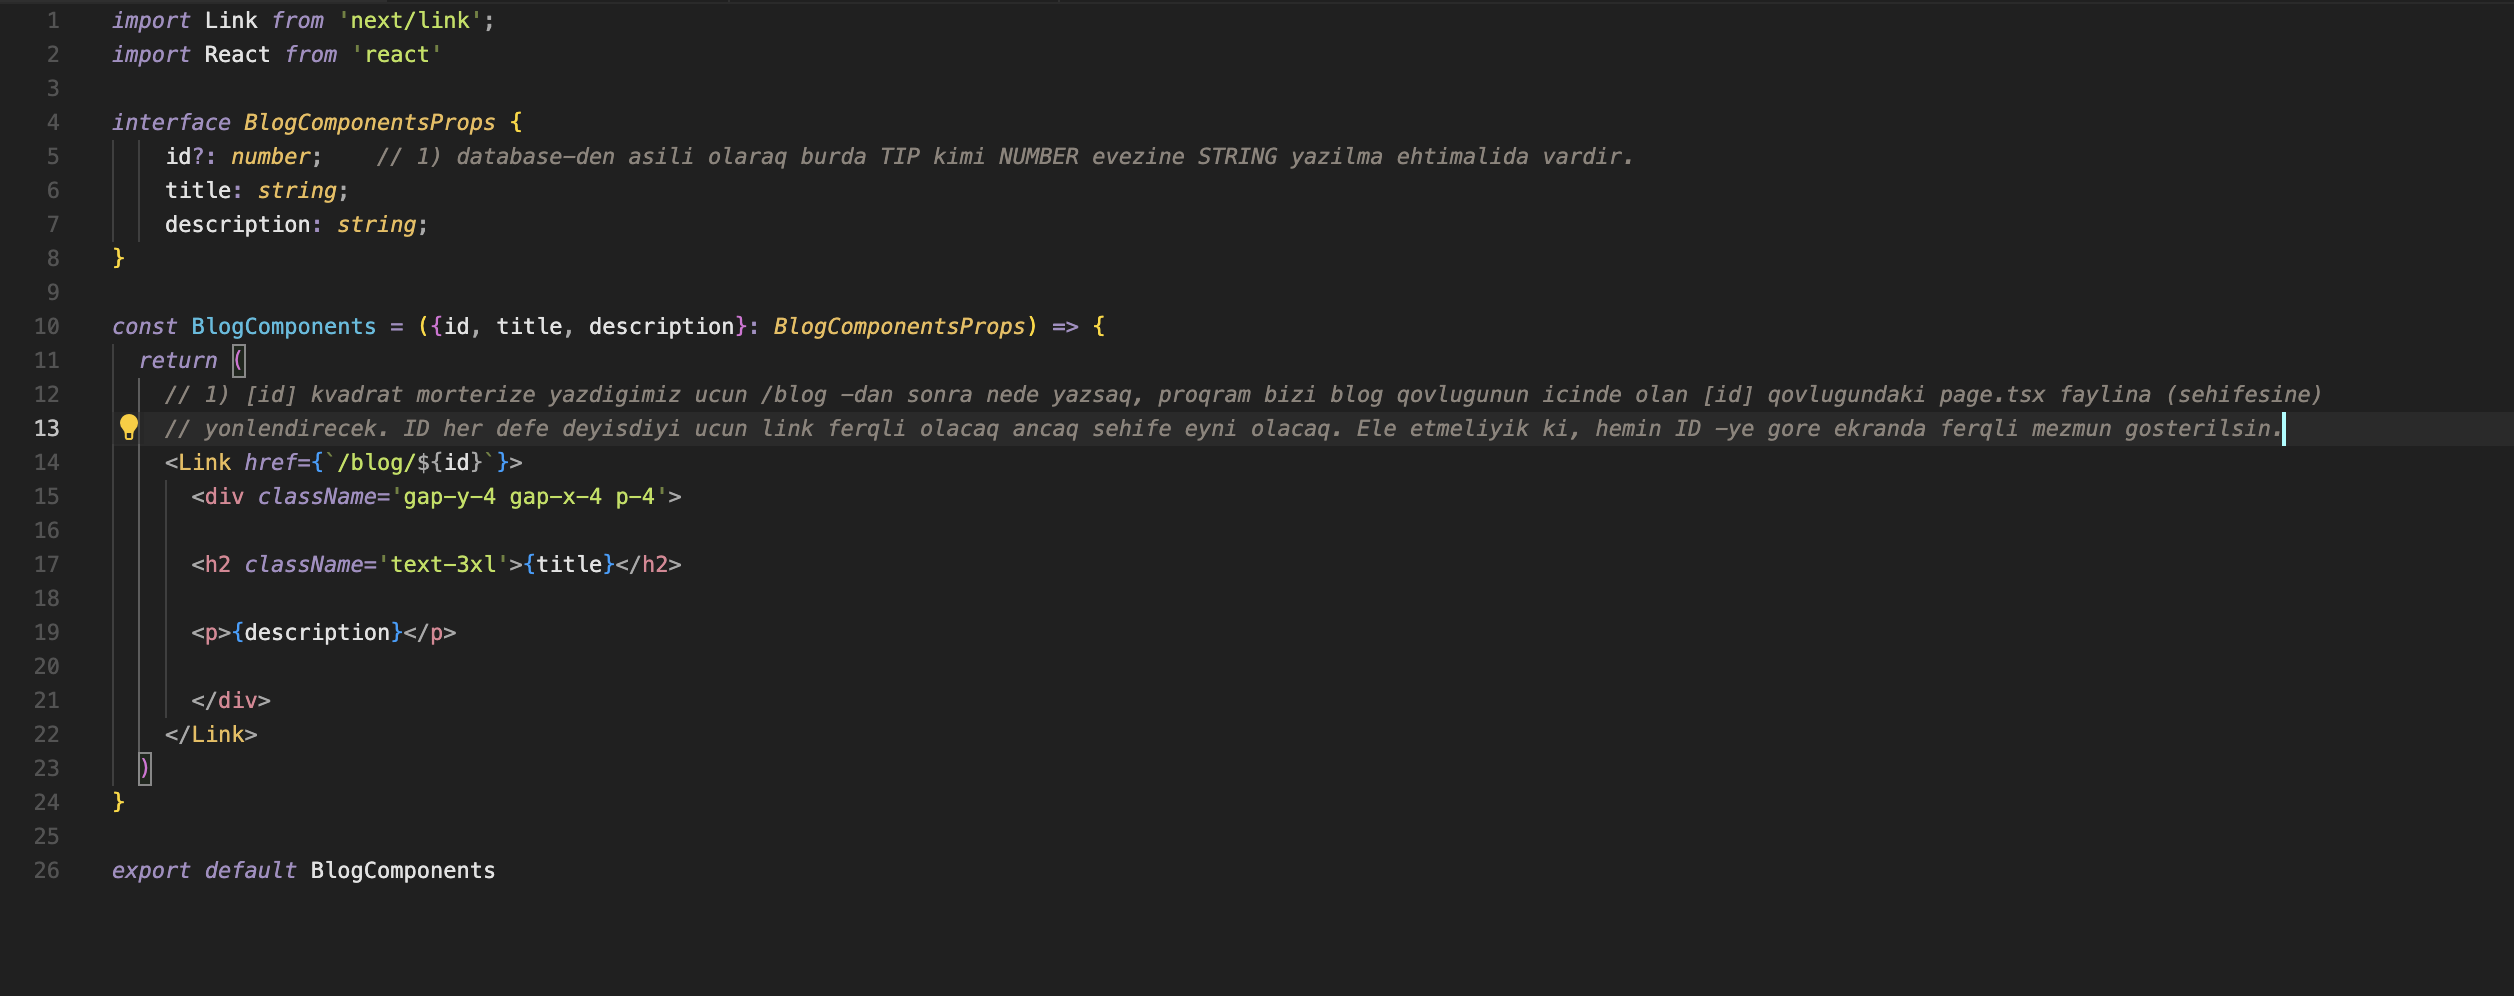 1 import Link from 'next/link';
2 import React from 'react'
3
4 interface BlogComponentsProps {
5 id?: number; // 1) database-den asili olaraq burda TIP kimi NUMBER evezine STRING yazilma ehtimalida vardir.
6 title: string;
7 description: string;
8 }
9
10 const BlogComponents = ({id, title, description}: BlogComponentsProps) => {
11 return (
12 // 1) [id] kvadrat morterize yazdigimiz ucun /blog -dan sonra nede yazsaq, proqram bizi blog qovlugunun icinde olan [id] qovlugundaki page.tsx faylina (sehifesine)
13 // yonlendirecek. ID her defe deyisdiyi ucun link ferqli olacaq ancaq sehife eyni olacaq. Ele etmeliyik ki, hemin ID -ye gore ekranda ferqli mezmun gosterilsin.
14 <Link href={`/blog/${id}`}>
15 <div className='gap-y-4 gap-x-4 p-4'>
16
17 <h2 className='text-3xl'>{title}</h2>
18
19 <p>{description}</p>
20
21 </div>
22 </Link>
23 )
24 }
25
26 export default BlogComponents